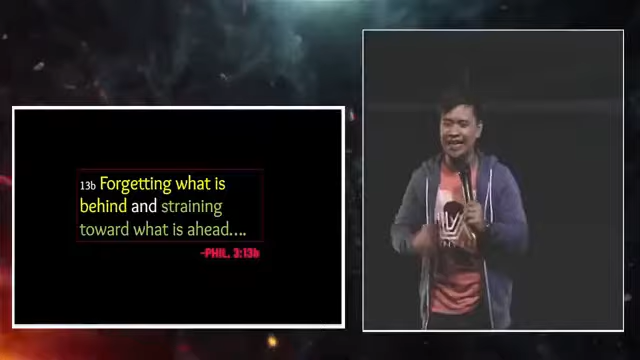 13b Forgetting what is
behind and straining
toward what is ahead....
-PHIL. 3:13b